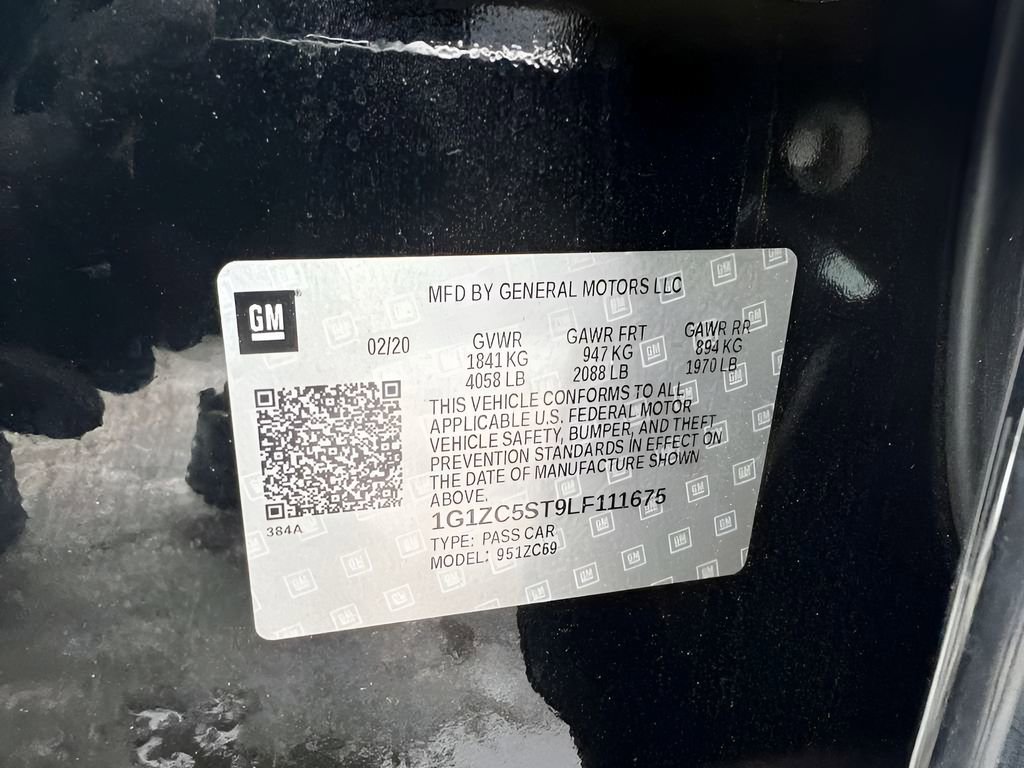 GM
MFD BY GENERAL MOTORS LLC
02/20
GVWR
1841 KG
4058 LB
GAWR FRT
947 KG
2088 LB
GAWR RR
894 KG
1970 LB
THIS VEHICLE CONFORMS TO ALL
APPLICABLE U.S. FEDERAL MOTOR
VEHICLE SAFETY, BUMPER, AND THEFT
PREVENTION STANDARDS IN EFFECT ON
THE DATE OF MANUFACTURE SHOWN
ABOVE.
1G1ZC5ST9LF111675
TYPE: PASS CAR
MODEL: 951ZC69
384A